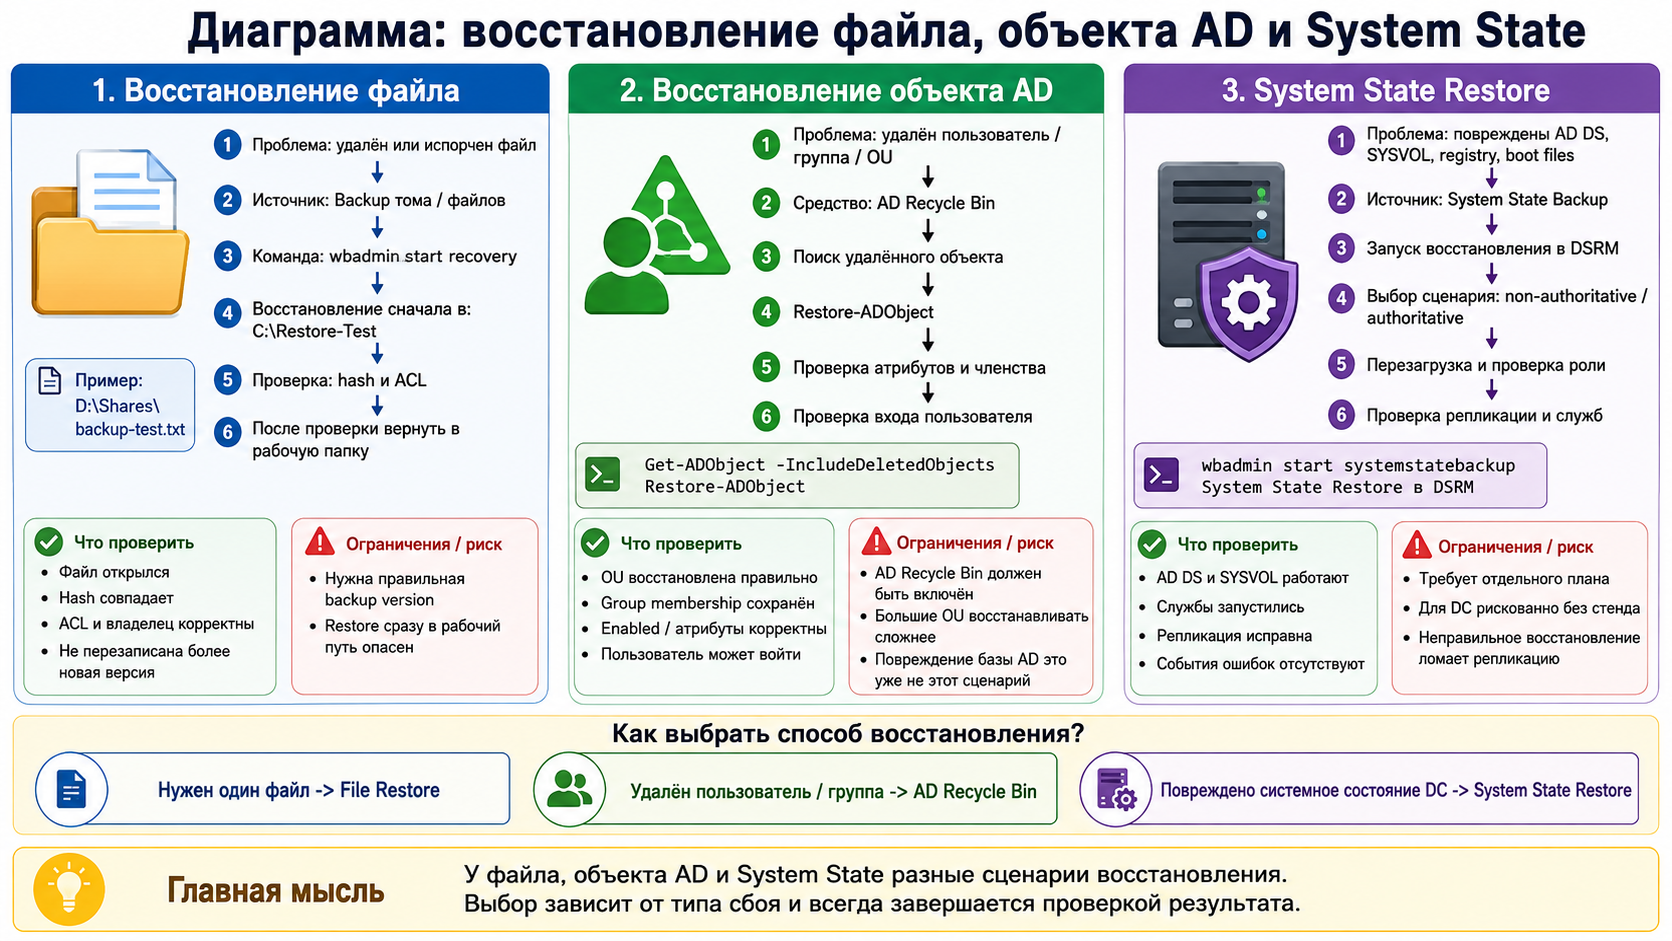 Диаграмма: восстановление файла, объекта AD и System State
1. Восстановление файла
1 Проблема: удалён или испорчен файл
2 Источник: Backup тома / файлов
3 Команда: wbadmin start recovery
4 Восстановление сначала в:
C:\Restore-Test
5 Проверка: hash и ACL
6 После проверки вернуть в
рабочую папку
Пример:
D:\Shares\
backup-test.txt
Что проверить
• Файл открылся
• Hash совпадает
• ACL и владелец корректны
• Не перезаписана более
новая версия
Ограничения / риск
• Нужна правильная
backup version
• Restore сразу в рабочий
путь опасен
2. Восстановление объекта AD
1 Проблема: удалён пользователь /
группа / OU
2 Средство: AD Recycle Bin
3 Поиск удалённого объекта
4 Restore-ADObject
5 Проверка атрибутов и членства
6 Проверка входа пользователя
>_ Get-ADObject -IncludeDeletedObjects
Restore-ADObject
Что проверить
• OU восстановлена правильно
• Group membership сохранён
• Enabled / атрибуты корректны
• Пользователь может войти
Ограничения / риск
• AD Recycle Bin должен
быть включён
• Большие OU восстанавливать
сложнее
• Повреждение базы AD это
уже не этот сценарий
3. System State Restore
1 Проблема: повреждены AD DS,
SYSVOL, registry, boot files
2 Источник: System State Backup
3 Запуск восстановления в DSRM
4 Выбор сценария: non-authoritative /
authoritative
5 Перезагрузка и проверка роли
6 Проверка репликации и служб
>_ wbadmin start systemstatebackup
System State Restore в DSRM
Что проверить
• AD DS и SYSVOL работают
• Службы запустились
• Репликация исправна
• События ошибок отсутствуют
Ограничения / риск
• Требует отдельного плана
• Для DC рискованно без стенда
• Неправильное восстановление
ломает репликацию
Как выбрать способ восстановления?
Нужен один файл -> File Restore
Удалён пользователь / группа -> AD Recycle Bin
Повреждено системное состояние DC -> System State Restore
Главная мысль
У файла, объекта AD и System State разные сценарии восстановления.
Выбор зависит от типа сбоя и всегда завершается проверкой результата.